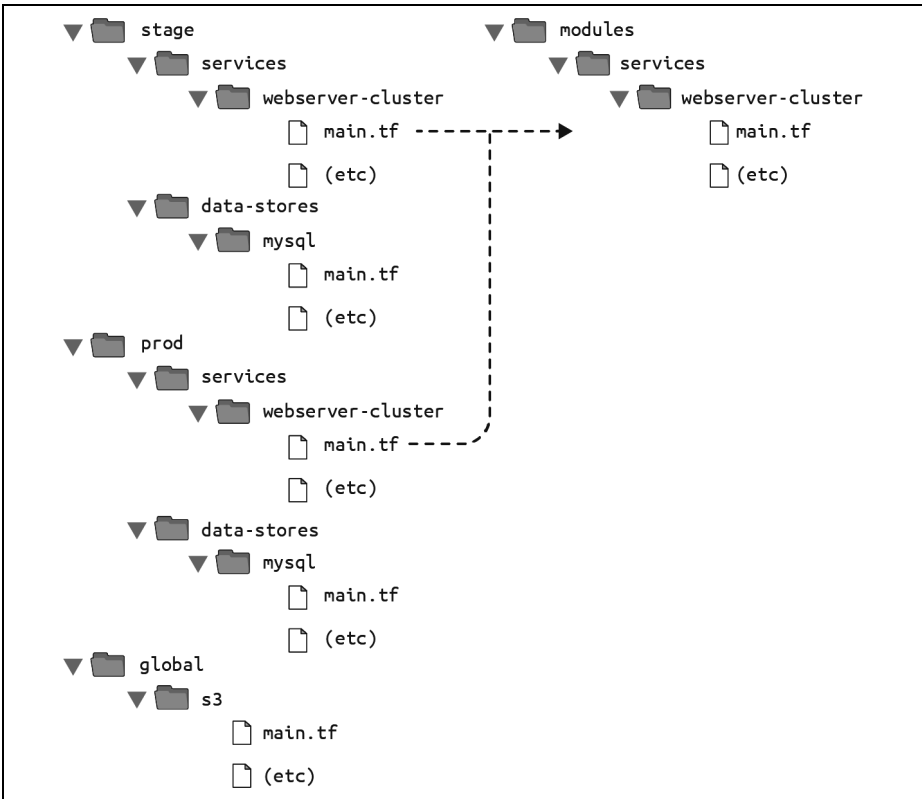 stage
services
webserver-cluster
main.tf
(etc)
data-stores
mysql
main.tf
(etc)
prod
services
webserver-cluster
main.tf
(etc)
data-stores
mysql
main.tf
(etc)
global
s3
main.tf
(etc)
modules
services
webserver-cluster
main.tf
(etc)